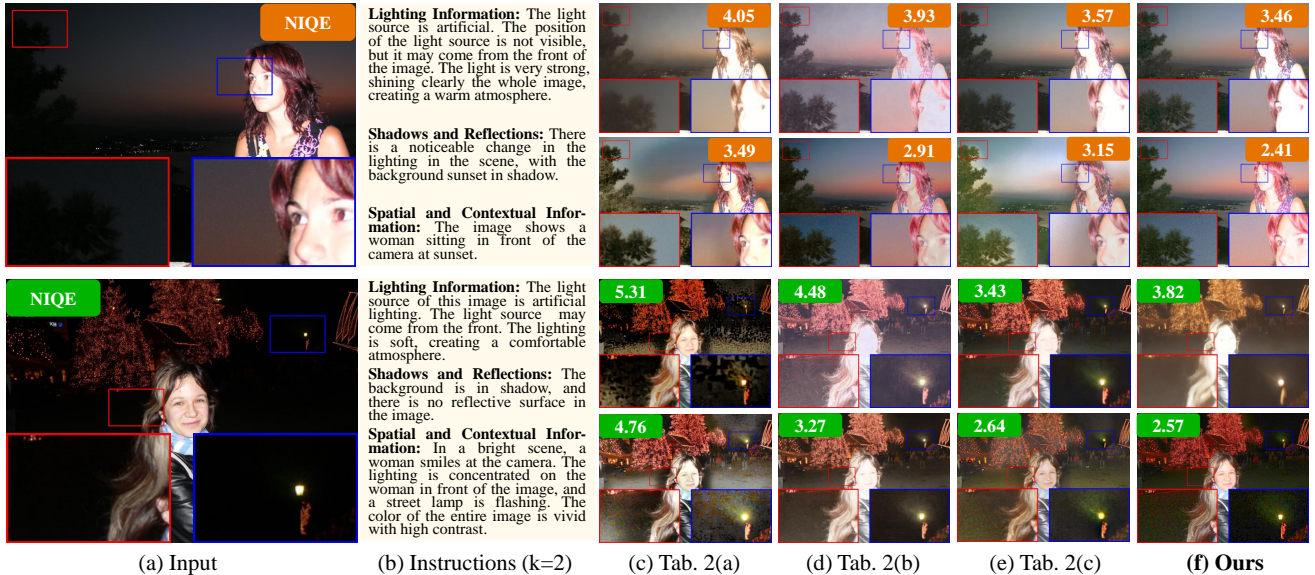 NIQE
Lighting Information: The light
source is artificial. The position
of the light source is not visible,
but it may come from the front of
the image. The light is very strong,
shining clearly the whole image,
creating a warm atmosphere.
Shadows and Reflections: There
is a noticeable change in the
lighting in the scene, with the
background sunset in shadow.
Spatial and Contextual Infor-
mation: The image shows a
woman sitting in front of the
camera at sunset.
4.05
3.93
3.57
3.46
3.49
2.91
3.15
2.41
NIQE
Lighting Information: The light
source of this image is artificial
lighting. The light source may
come from the front. The lighting
is soft, creating a comfortable
atmosphere.
Shadows and Reflections: The
background is in shadow, and
there is no reflective surface in
the image.
Spatial and Contextual Infor-
mation: In a bright scene, a
woman smiles at the camera. The
lighting is concentrated on the
woman in front of the image, and
a street lamp is flashing. The
color of the entire image is vivid
with high contrast.
5.31
4.48
3.43
3.82
4.76
3.27
2.64
2.57
(a) Input
(b) Instructions (k=2)
(c) Tab. 2(a)
(d) Tab. 2(b)
(e) Tab. 2(c)
(f) Ours